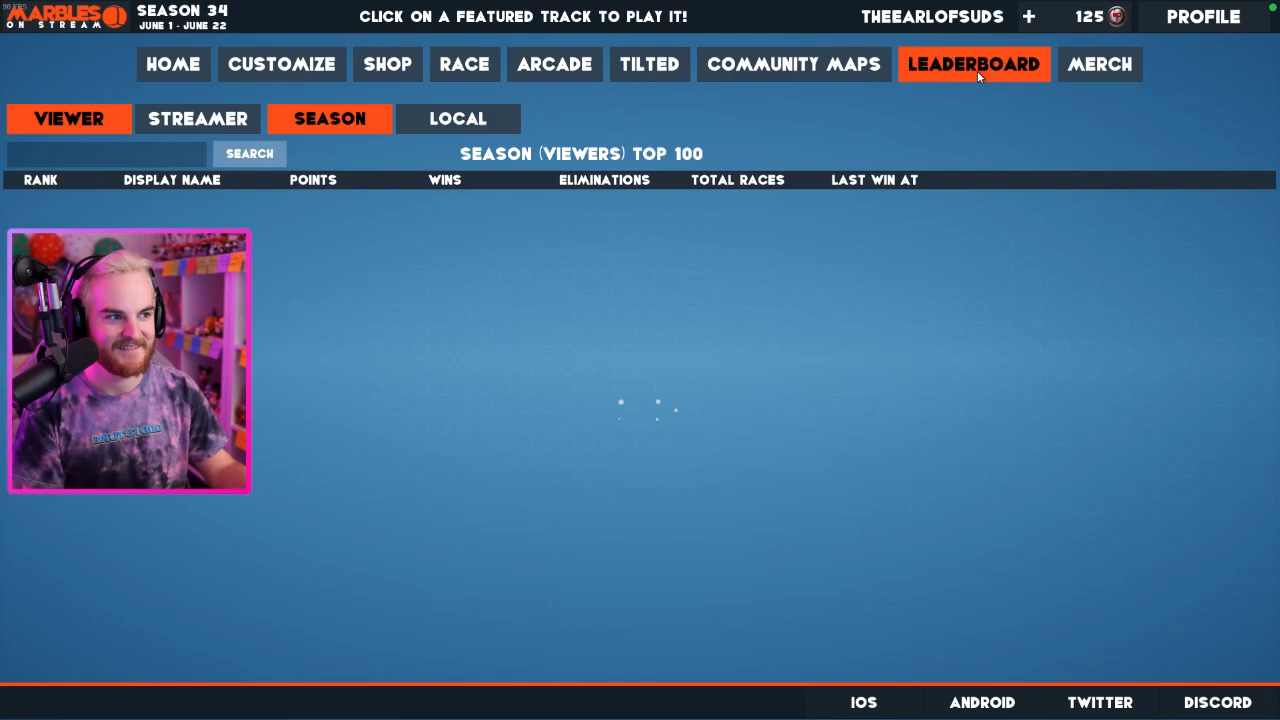 90 FPS
MARBLES
ON STREAM
SEASON 34
JUNE 1 - JUNE 22
CLICK ON A FEATURED TRACK TO PLAY IT!
THEEARLOFSUDS + 125 PROFILE
HOME CUSTOMIZE SHOP RACE ARCADE TILTED COMMUNITY MAPS LEADERBOARD MERCH
VIEWER STREAMER SEASON LOCAL
SEARCH SEASON (VIEWERS) TOP 100
RANK DISPLAY NAME POINTS WINS ELIMINATIONS TOTAL RACES LAST WIN AT
IOS ANDROID TWITTER DISCORD